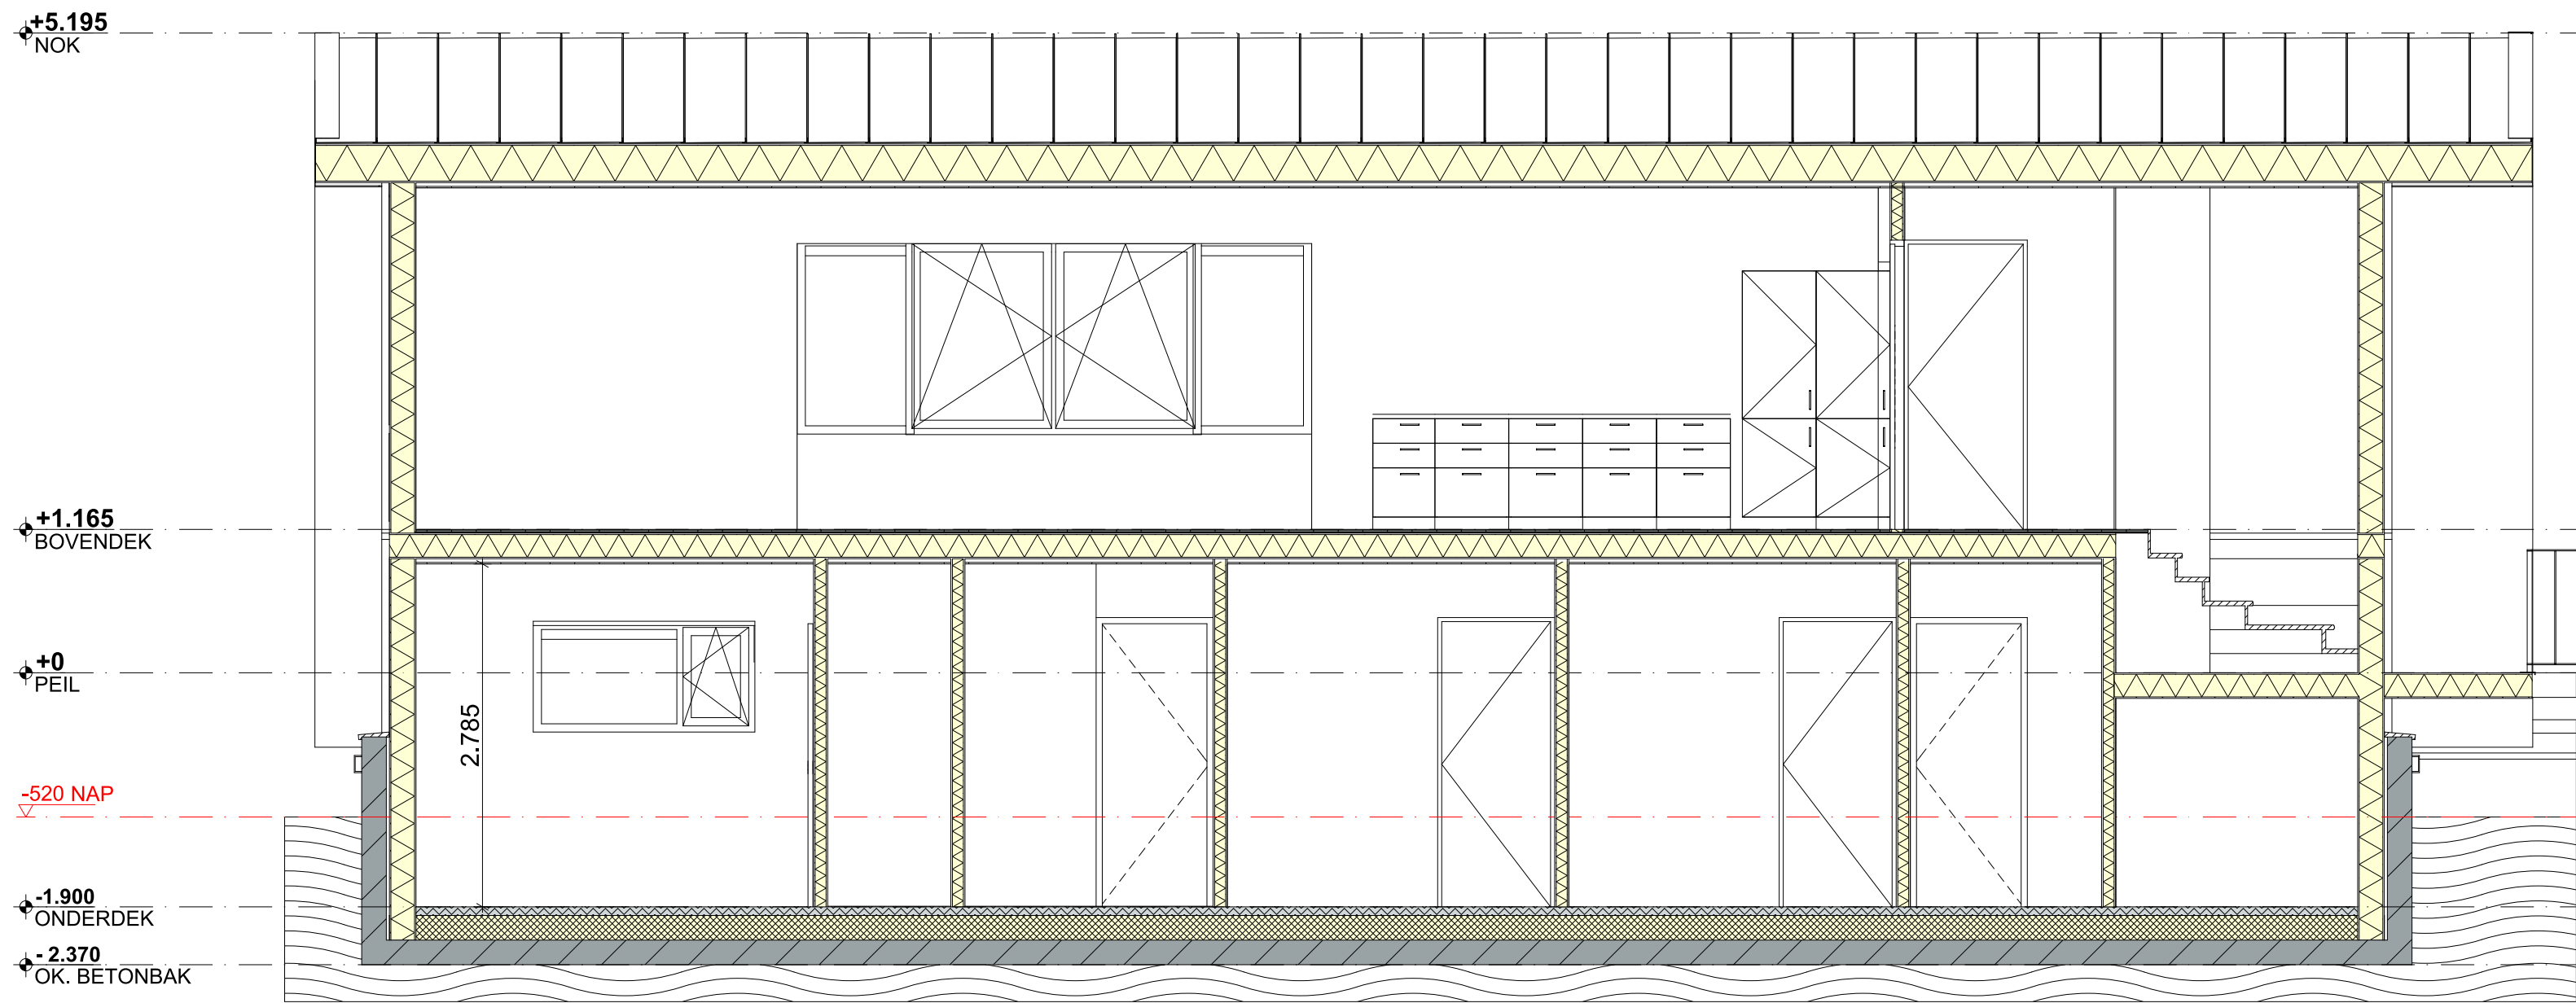 +5.195
NOK
+1.165
BOVENDEK
+0
PEIL
2.785
-520 NAP
-1.900
ONDERDEK
- 2.370
OK. BETONBAK